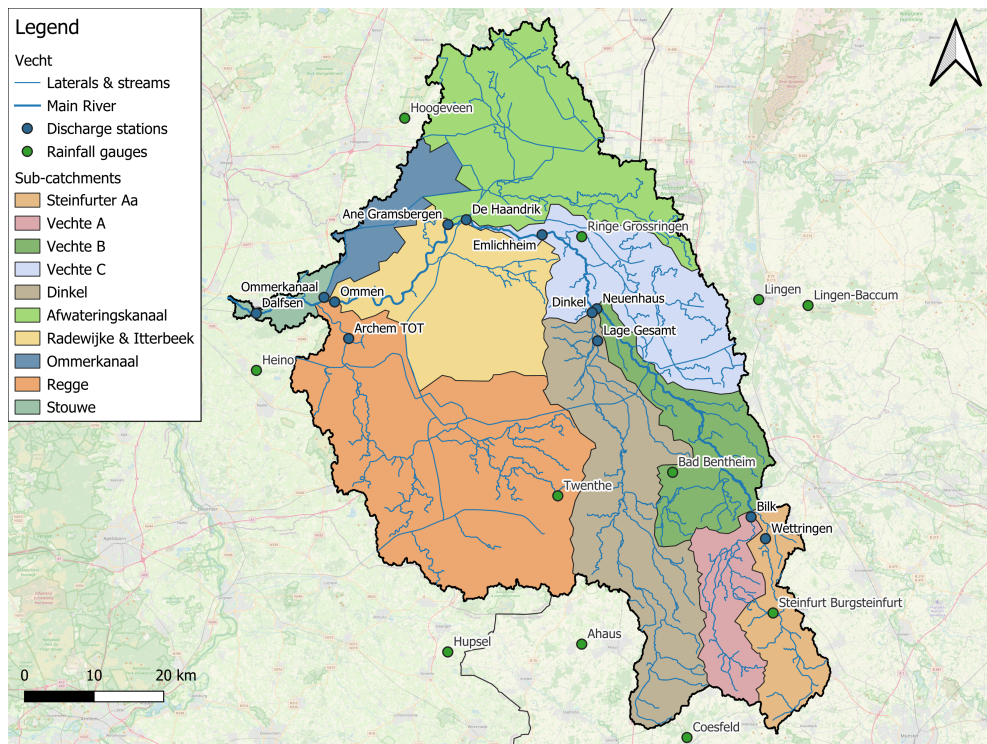 Legend
Vecht
Laterals & streams
Main River
Discharge stations
Rainfall gauges
Sub-catchments
Steinfurter Aa
Vechte A
Vechte B
Vechte C
Dinkel
Afwateringskanaal
Radewijke & Itterbeek
Ommerkanaal
Regge
Stouwe
0 10 20 km
Hoogeveen
Ane Gramsbergen
De Haandrik
Emlichheim
Ringe Grossringen
Ommerkanaal
Ommen
Dalfsen
Dinkel
Neuenhaus
Lingen
Lingen-Baccum
Archem TOT
Lage Gesamt
Heino
Bad Bentheim
Twenthe
Bilk
Wettringen
Steinfurt Burgsteinfurt
Hupsel
Ahaus
Coesfeld